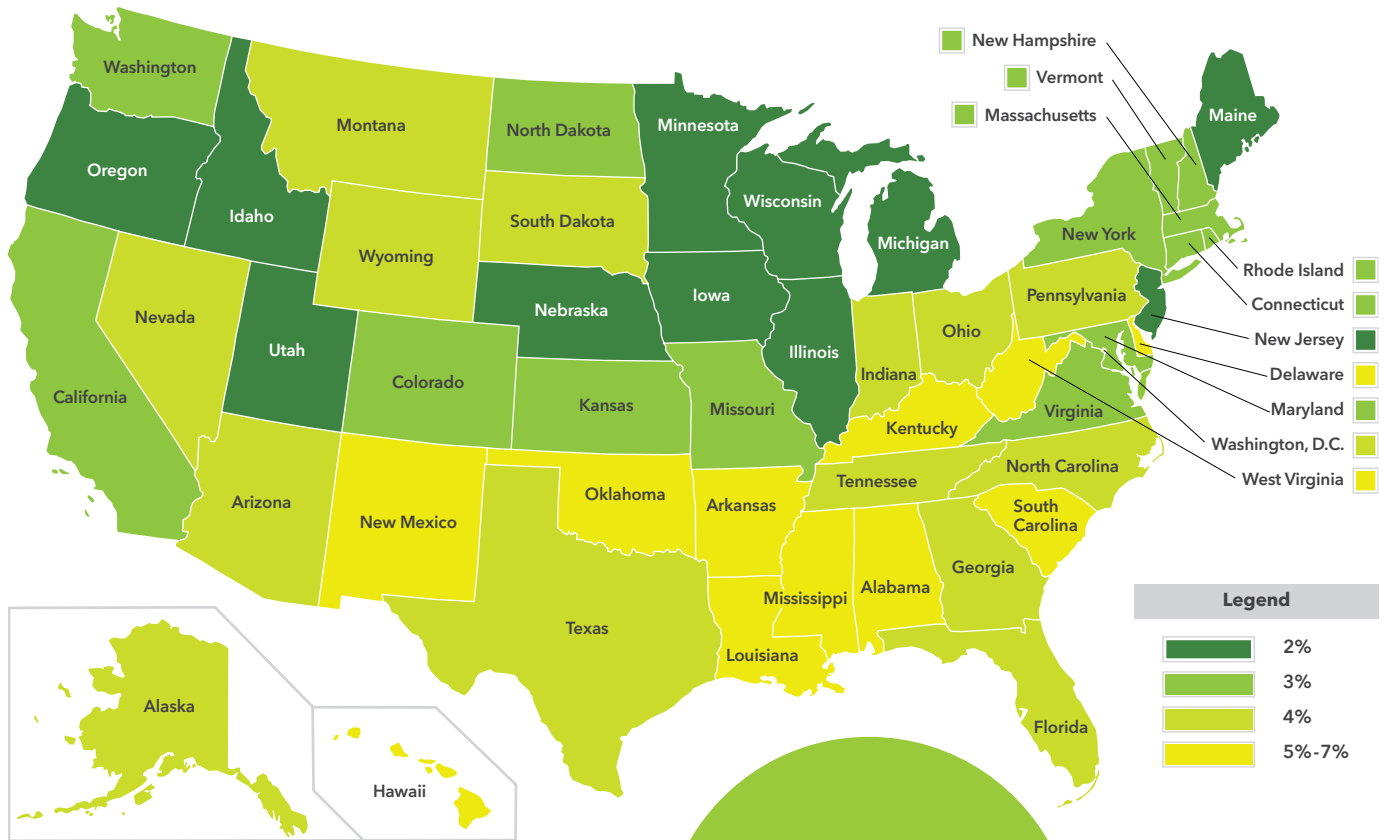 New Hampshire
Washington
Vermont
Massachusetts
Maine
Montana
North Dakota
Minnesota
Oregon
Idaho
Wisconsin
South Dakota
New York
Michigan
Wyoming
Rhode Island
Pennsylvania
Iowa
Connecticut
Nebraska
Nevada
Ohio
New Jersey
Utah
Illinois
Indiana
Delaware
Colorado
California
Kansas
Missouri
Virginia
Maryland
Kentucky
Washington, D.C.
North Carolina
Tennessee
West Virginia
Oklahoma
Arizona
Arkansas
South
Carolina
New Mexico
Georgia
Alabama
Mississippi
Legend
Texas
2%
Louisiana
3%
Alaska
4%
Florida
5%-7%
Hawaii